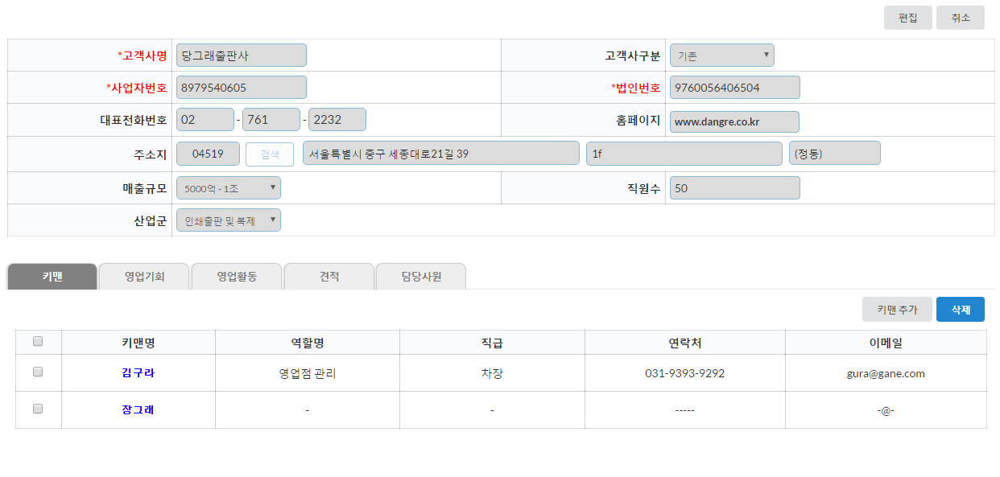 편집 취소
*고객사명 당그래출판사 고객사구분 기존
*사업자번호 8979540605 *법인번호 9760056406504
대표전화번호 02 - 761 - 2232 홈페이지 www.dangre.co.kr
주소지 04519 검색 서울특별시 중구 세종대로21길 39 1f (정동)
매출규모 5000억 - 1조 직원수 50
산업군 인쇄출판 및 복제
키맨 영업기회 영업활동 견적 담당사원
키맨 추가 삭제
키맨명 역할명 직급 연락처 이메일
김구라 영업점 관리 차장 031-9393-9292 gura@gane.com
장그래 - - ----- -@-